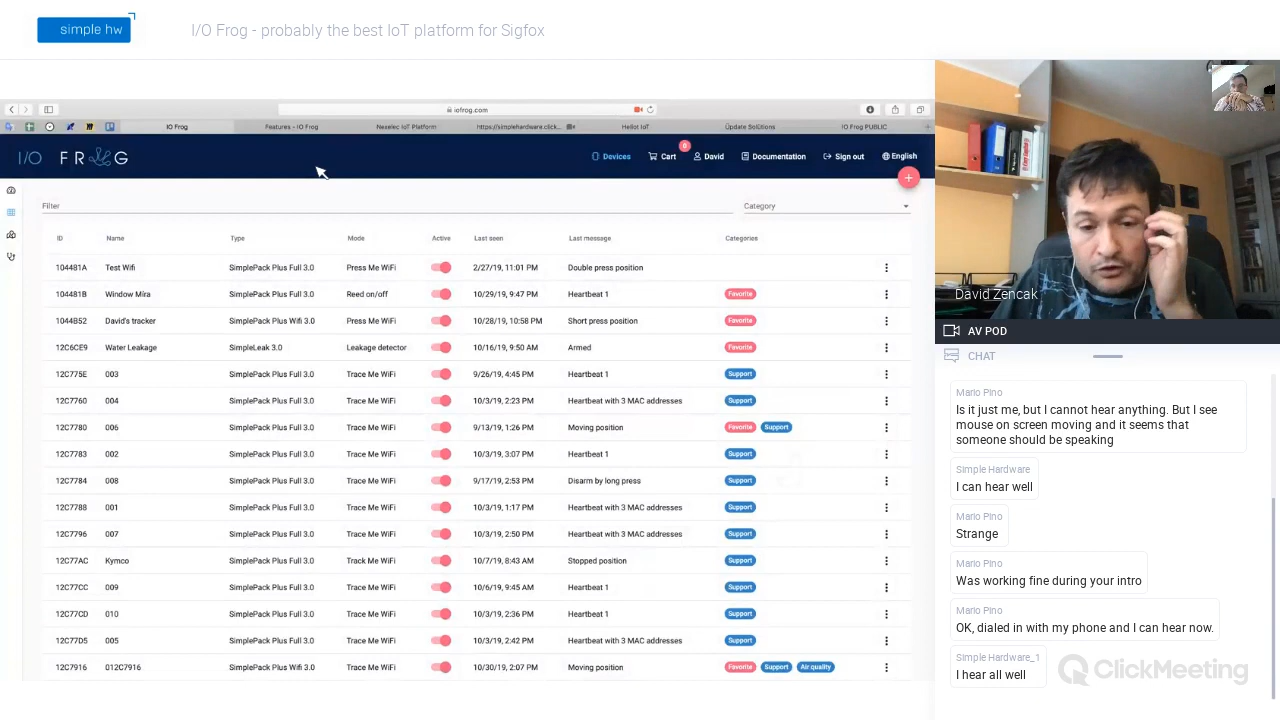 simple hw
I/O Frog - probably the best IoT platform for Sigfox
iofrog.com
IO Frog
Features - IO Frog
Nexelec IoT Platform
https://simplehardware.click...
Hello! IoT
Update Solutions
IO Frog PUBLIC
I/O FROG
Devices
Cart
0
David
Documentation
Sign out
English
+
Filter
Category
ID Name Type Mode Active Last seen Last message Categories
104481A Test Wifi SimplePack Plus Full 3.0 Press Me WiFi 2/27/19, 11:01 PM Double press position
104481B Window Mira SimplePack Plus Full 3.0 Reed on/off 10/29/19, 9:47 PM Heartbeat 1 Favorite
1044B52 David's tracker SimplePack Plus Wifi 3.0 Press Me WiFi 10/28/19, 10:58 PM Short press position Favorite
12C6CE9 Water Leakage SimpleLeak 3.0 Leakage detector 10/16/19, 9:50 AM Armed Favorite
12C775E 003 SimplePack Plus Full 3.0 Trace Me WiFi 9/26/19, 4:45 PM Heartbeat 1 Support
12C7760 004 SimplePack Plus Full 3.0 Trace Me WiFi 10/3/19, 2:23 PM Heartbeat with 3 MAC addresses Support
12C7780 006 SimplePack Plus Full 3.0 Trace Me WiFi 9/13/19, 1:26 PM Moving position Favorite Support
12C7783 002 SimplePack Plus Full 3.0 Trace Me WiFi 10/3/19, 3:07 PM Heartbeat 1 Support
12C7784 008 SimplePack Plus Full 3.0 Trace Me WiFi 9/17/19, 2:53 PM Disarm by long press Support
12C7788 001 SimplePack Plus Full 3.0 Trace Me WiFi 10/3/19, 1:17 PM Heartbeat with 3 MAC addresses Support
12C7796 007 SimplePack Plus Full 3.0 Trace Me WiFi 10/3/19, 2:50 PM Heartbeat with 3 MAC addresses Support
12C77AC Kymco SimplePack Plus Full 3.0 Track Me WiFi 10/7/19, 8:43 AM Stopped position Support
12C77CC 009 SimplePack Plus Full 3.0 Trace Me WiFi 10/6/19, 9:45 AM Heartbeat 1 Support
12C77CD 010 SimplePack Plus Full 3.0 Trace Me WiFi 10/3/19, 2:36 PM Heartbeat 1 Support
12C77D5 005 SimplePack Plus Full 3.0 Trace Me WiFi 10/3/19, 2:42 PM Heartbeat with 3 MAC addresses Support
12C7916 012C7916 SimplePack Plus Wifi 3.0 Trace Me WiFi 10/30/19, 2:07 PM Moving position Favorite Support Air quality
David Zencak
AV POD
CHAT
Mario Pino
Is it just me, but I cannot hear anything. But I see
mouse on screen moving and it seems that
someone should be speaking
Simple Hardware
I can hear well
Mario Pino
Strange
Mario Pino
Was working fine during your intro
Mario Pino
OK, dialed in with my phone and I can hear now.
Simple Hardware_1
I hear all well
ClickMeeting